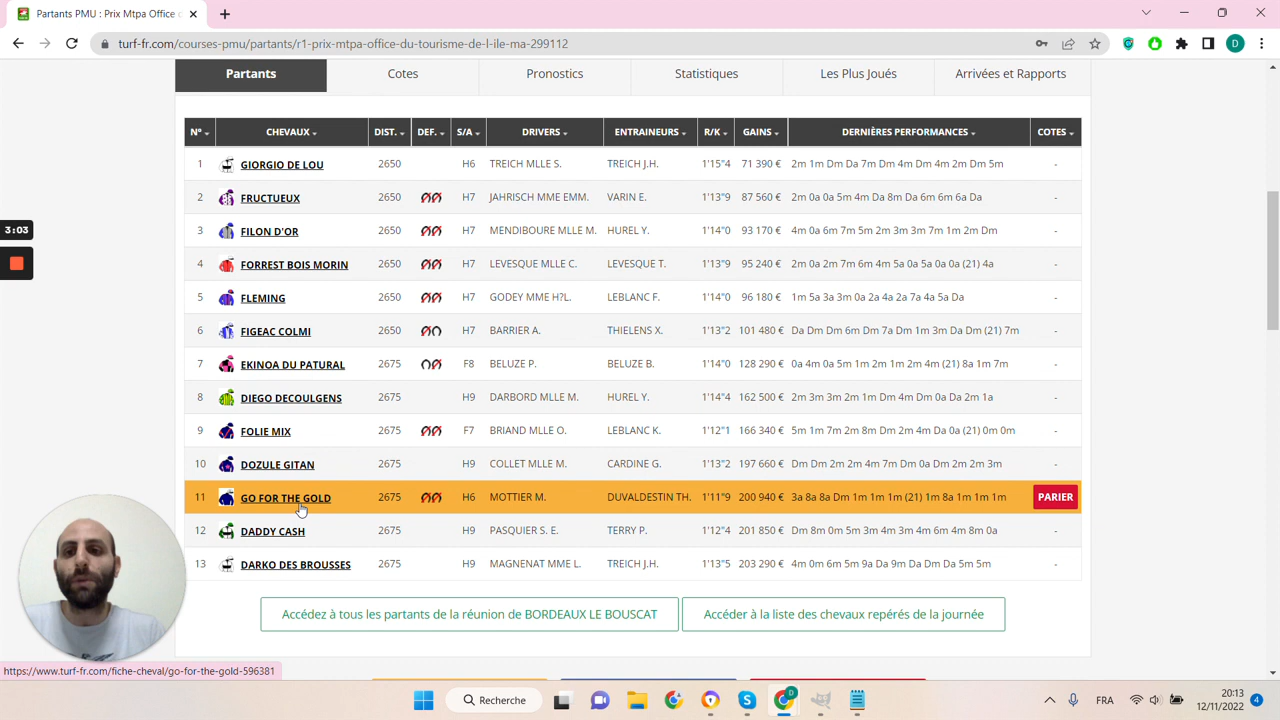 Partants PMU : Prix Mtpa Office d
turf-fr.com/courses-pmu/partants/r1-prix-mtpa-office-du-tourisme-de-l-ile-ma-299112
D
Partants Cotes Pronostics Statistiques Les Plus Joués Arrivées et Rapports
N° CHEVAUX DIST. DEF. S/A DRIVERS ENTRAINEURS R/K GAINS DERNIÈRES PERFORMANCES COTES
1 GIORGIO DE LOU 2650 H6 TREICH MLLE S. TREICH J.H. 1'15"4 71 390 € 2m 1m Dm Da 7m Dm 4m Dm 4m 2m Dm 5m -
2 FRUCTUEUX 2650 H7 JAHRISCH MME EMM. VARIN E. 1'13"9 87 560 € 2m 0a 0a 5m 4m Da 8m Da 6m 6m 6a Da -
3:03
3 FILON D'OR 2650 H7 MENDIBOURE MLLE M. HUREL Y. 1'14"0 93 170 € 4m 0a 6m 7m 5m 2m 3m 3m 7m 1m 2m Dm -
4 FORREST BOIS MORIN 2650 H7 LEVESQUE MLLE C. LEVESQUE T. 1'13"9 95 240 € 2m 0a 2m 7m 6m 4m 5a 0a 5a 0a 0a (21) 4a -
5 FLEMING 2650 H7 GODEY MME H?L. LEBLANC F. 1'14"0 96 180 € 1m 5a 3a 3m 0a 2a 4a 2a 7a 4a 5a Da -
6 FIGEAC COLMI 2650 H7 BARRIER A. THIELENS X. 1'13"2 101 480 € Da Dm Dm 6m Dm 7a Dm 1m 3m Da Dm (21) 7m -
7 EKINOA DU PATURAL 2675 F8 BELUZE P. BELUZE B. 1'14"0 128 290 € 0a 4m 0a 5m 1m 2m 1m 2m 4m (21) 8a 1m 7m -
8 DIEGO DECOULGENS 2675 H9 DARBORD MLLE M. HUREL Y. 1'14"4 162 500 € 2m 3m 3m 2m 1m Dm 4m Dm 0a Da 2m 1a -
9 FOLIE MIX 2675 F7 BRIAND MLLE O. LEBLANC K. 1'12"1 166 340 € 5m 1m 7m 2m 8m Dm 2m 4m Da 0a (21) 0m 0m -
10 DOZULE GITAN 2675 H9 COLLET MLLE M. CARDINE G. 1'13"2 197 660 € Dm Dm 2m 2m 4m 7m Dm 0a Dm 2m 2m 3m -
11 GO FOR THE GOLD 2675 H6 MOTTIER M. DUVALDESTIN TH. 1'11"9 200 940 € 3a 8a 8a Dm 1m 1m 1m (21) 1m 8a 1m 1m 1m PARIER
12 DADDY CASH 2675 H9 PASQUIER S. E. TERRY P. 1'12"4 201 850 € Dm 8m 0m 5m 3m 4m 3m 4m 6m 4m 8m 0a -
13 DARKO DES BROUSSES 2675 H9 MAGNENAT MME L. TREICH J.H. 1'13"5 203 290 € 4m 0m 6m 5m 9a Da 9m Da Dm Da 5m 5m -
Accédez à tous les partants de la réunion de BORDEAUX LE BOUSCAT Accéder à la liste des chevaux repérés de la journée
https://www.turf-fr.com/fiche-cheval/go-for-the-gold-596381
Recherche
D
FRA
20:13
12/11/2022
4